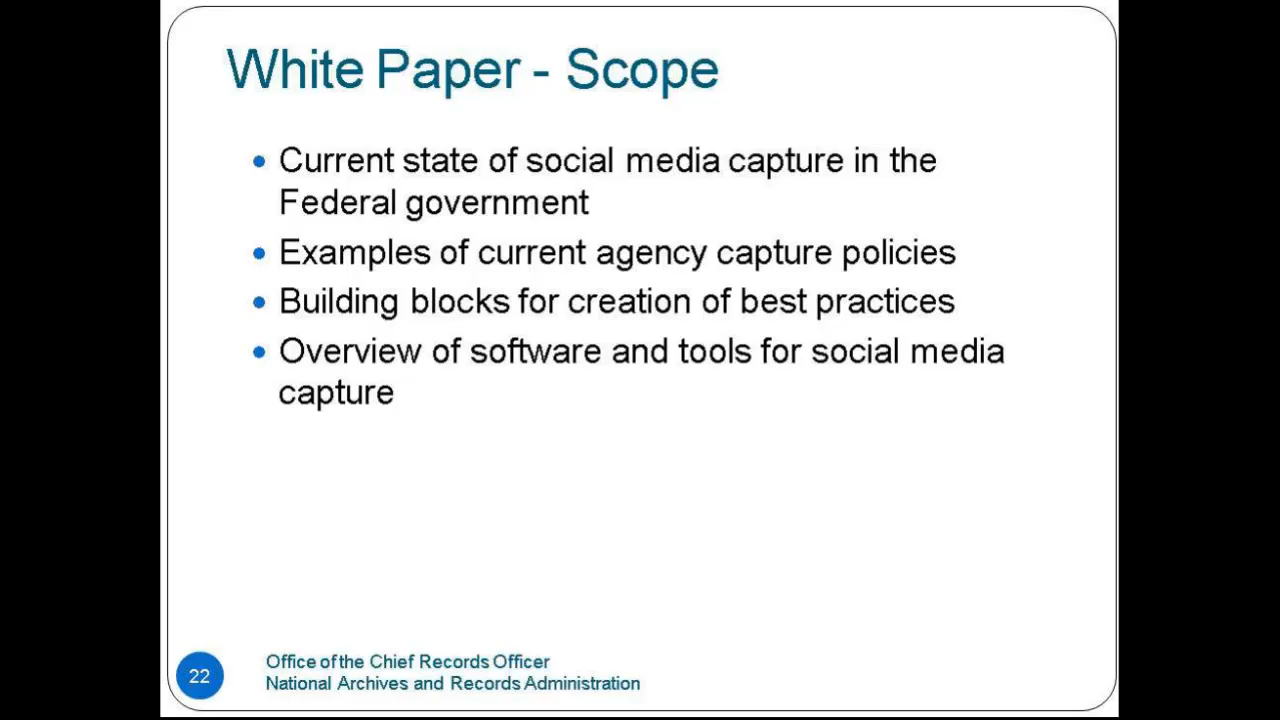 White Paper - Scope
• Current state of social media capture in the
Federal government
• Examples of current agency capture policies
• Building blocks for creation of best practices
• Overview of software and tools for social media
capture
22
Office of the Chief Records Officer
National Archives and Records Administration